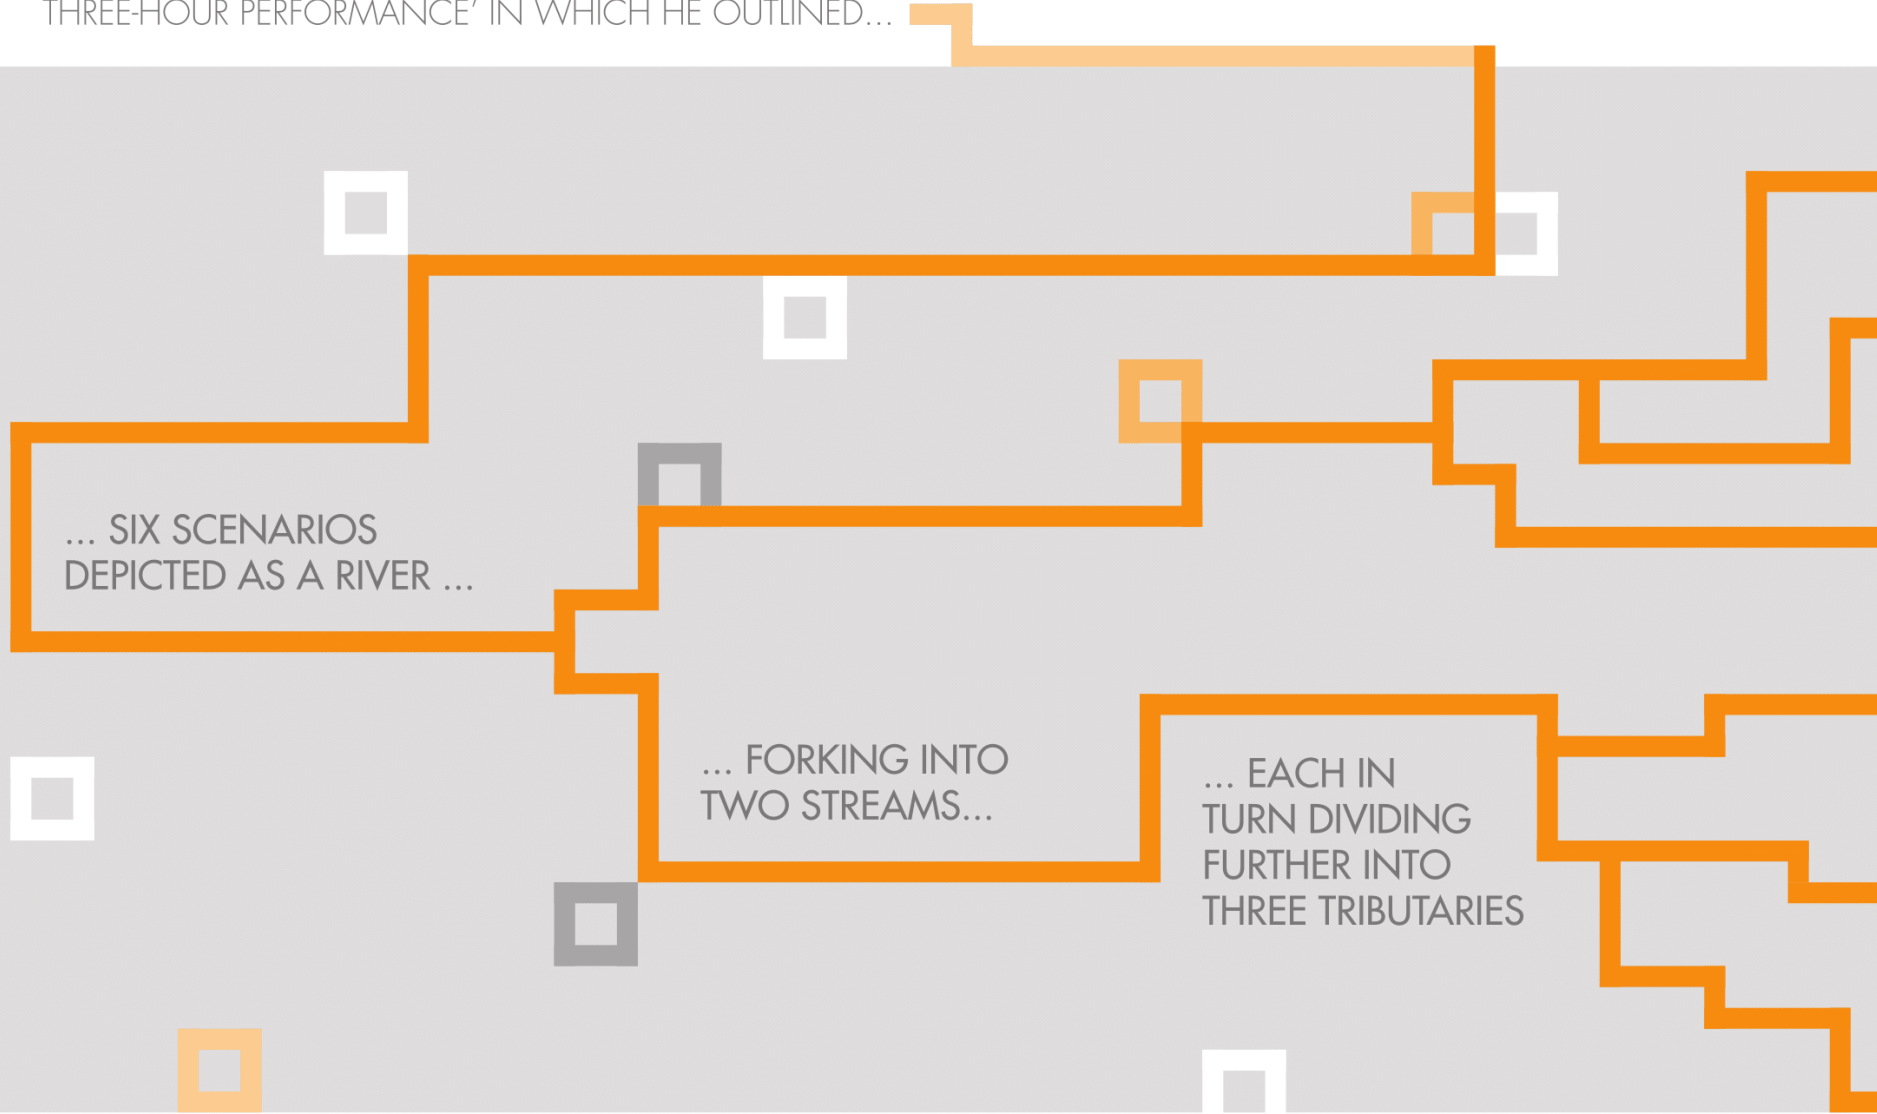 THREE-HOUR PERFORMANCE’ IN WHICH HE OUTLINED...
... SIX SCENARIOS
DEPICTED AS A RIVER ...
... FORKING INTO
TWO STREAMS...
... EACH IN
TURN DIVIDING
FURTHER INTO
THREE TRIBUTARIES